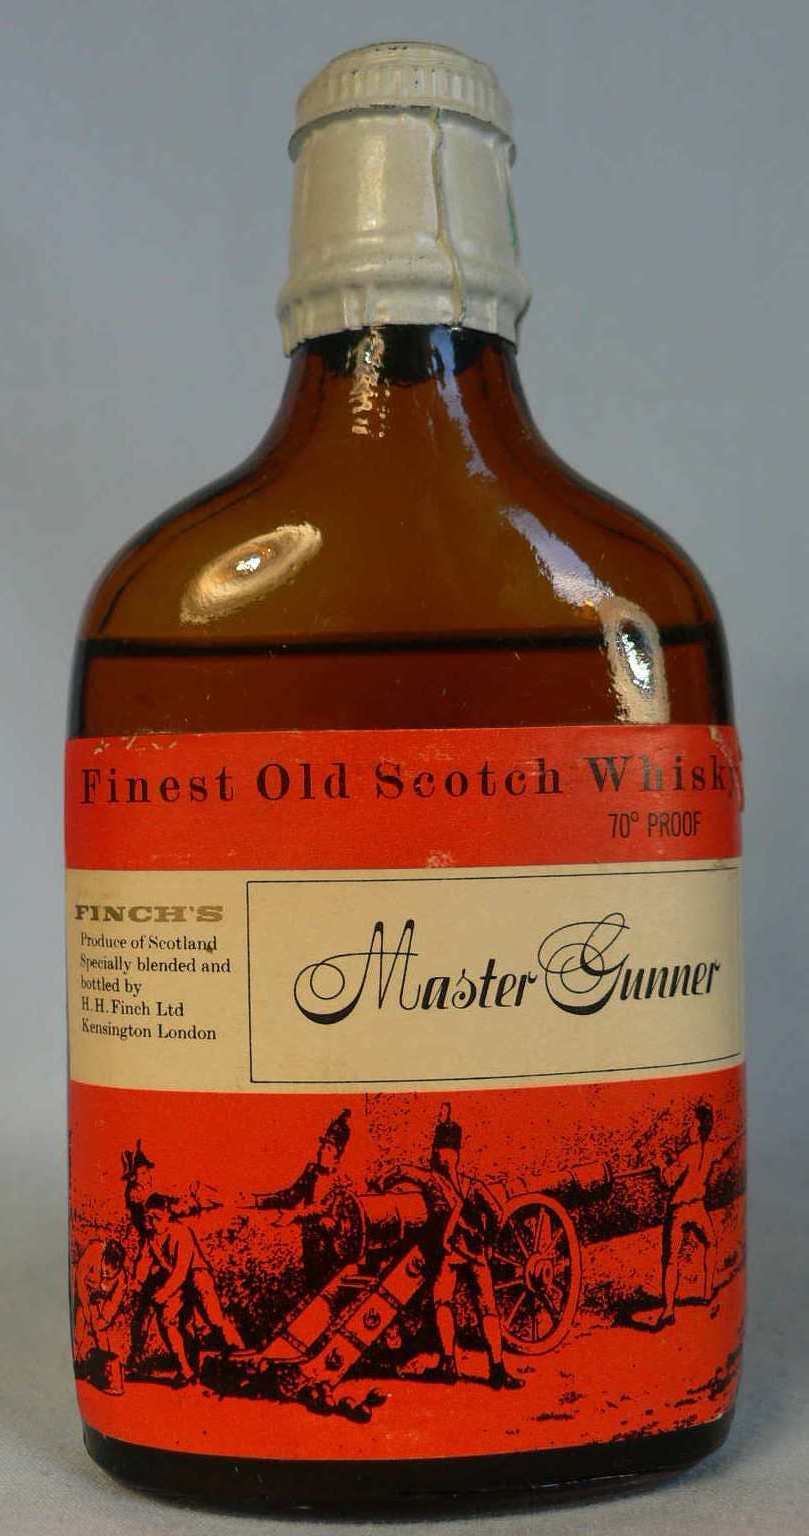 Finest Old Scotch Whisky
70° PROOF
FINCH'S
Produce of Scotland
Specially blended and
bottled by
H.H. Finch Ltd
Kensington London
Master Gunner